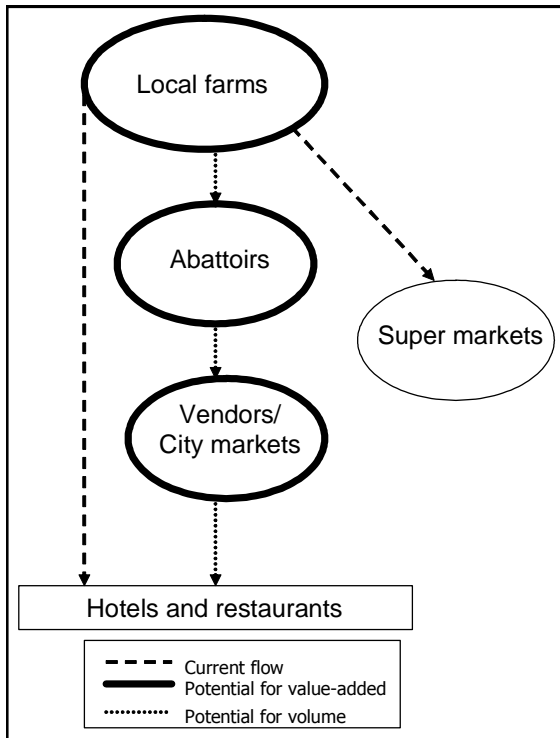 Local farms
Abattoirs
Super markets
Vendors/
City markets
Hotels and restaurants
Current flow
Potential for value-added
Potential for volume